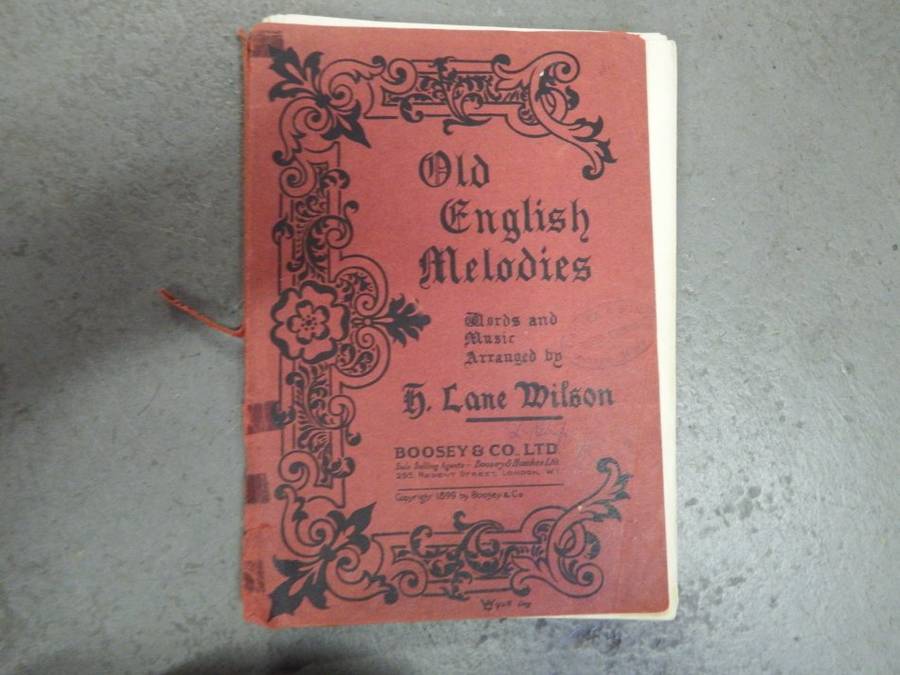 Old
English
Melodies
Words and
Music
Arranged by
H. Lane Wilson
BOOSEY & CO. LTD
Sole Selling Agents - Boosey & Hawkes Ltd.
295, REGENT STREET, LONDON, W.1
Copyright 1899 by Boosey & Co